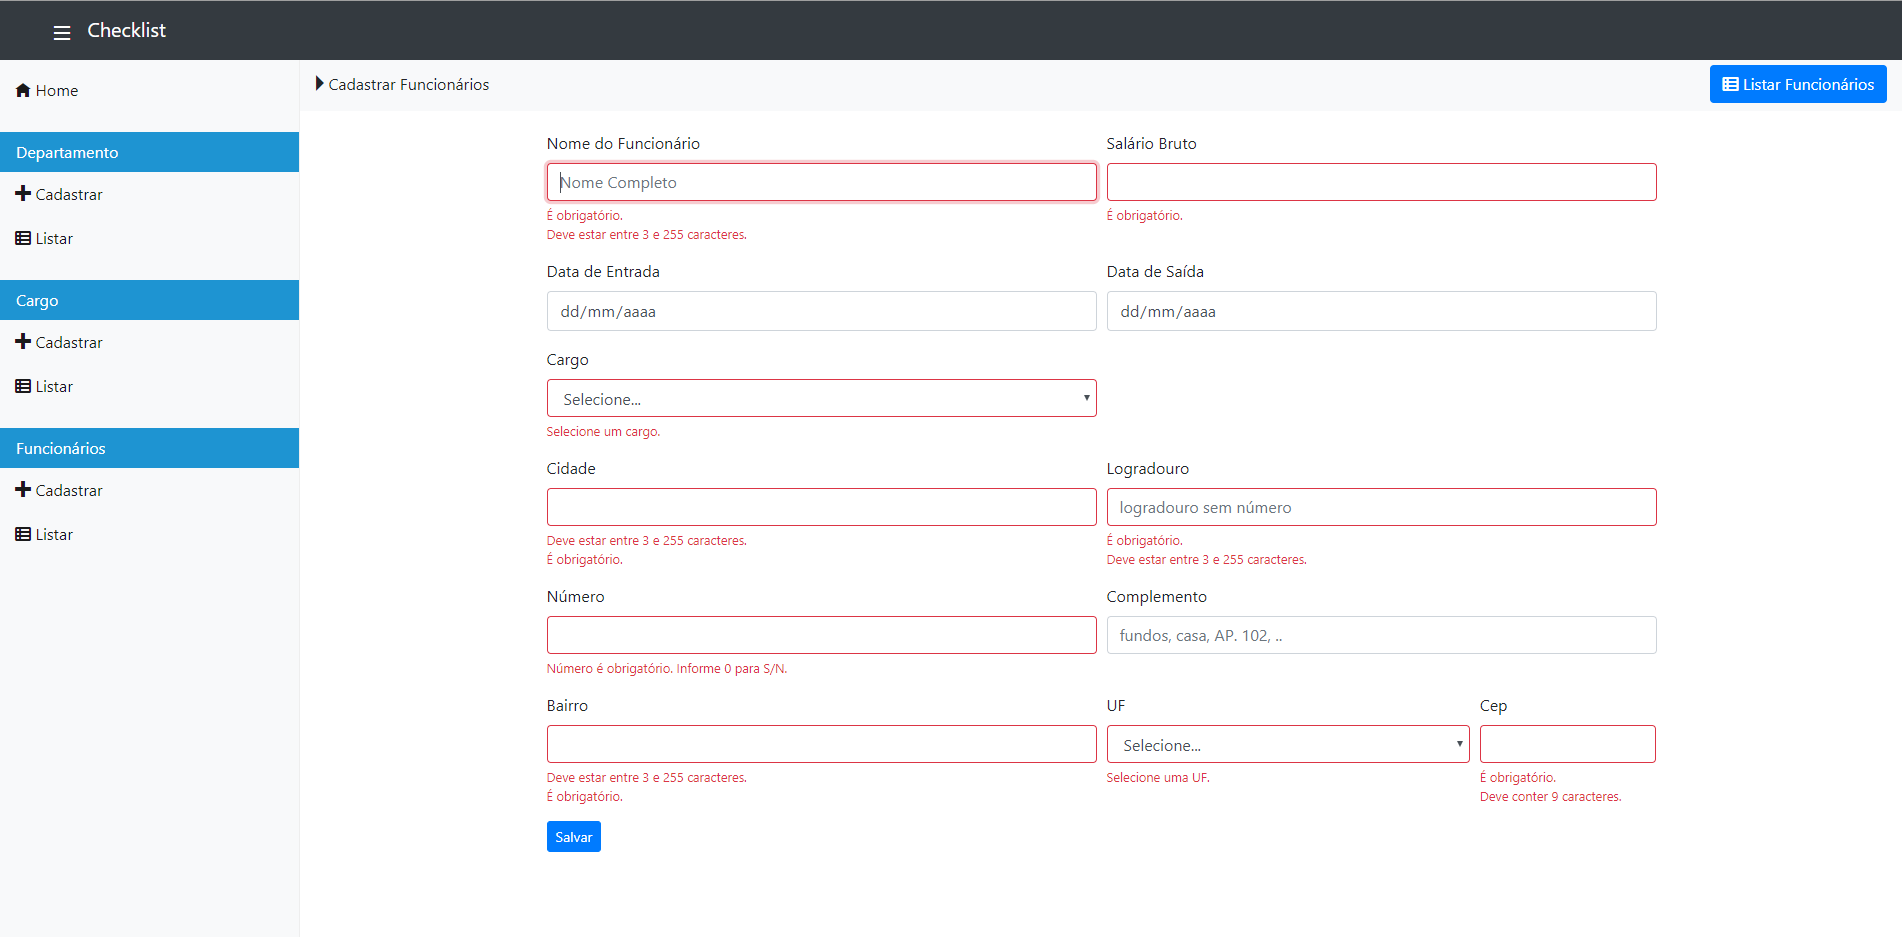 Checklist
Home
Departamento
Cadastrar
Listar
Cargo
Cadastrar
Listar
Funcionários
Cadastrar
Listar
Cadastrar Funcionários
Listar Funcionários
Nome do Funcionário
Nome Completo
É obrigatório.
Deve estar entre 3 e 255 caracteres.
Salário Bruto
É obrigatório.
Data de Entrada
dd/mm/aaaa
Data de Saída
dd/mm/aaaa
Cargo
Selecione...
Selecione um cargo.
Cidade
Deve estar entre 3 e 255 caracteres.
É obrigatório.
Logradouro
logradouro sem número
É obrigatório.
Deve estar entre 3 e 255 caracteres.
Número
Número é obrigatório. Informe 0 para S/N.
Complemento
fundos, casa, AP. 102, ..
Bairro
Deve estar entre 3 e 255 caracteres.
É obrigatório.
UF
Selecione...
Selecione uma UF.
Cep
É obrigatório.
Deve conter 9 caracteres.
Salvar